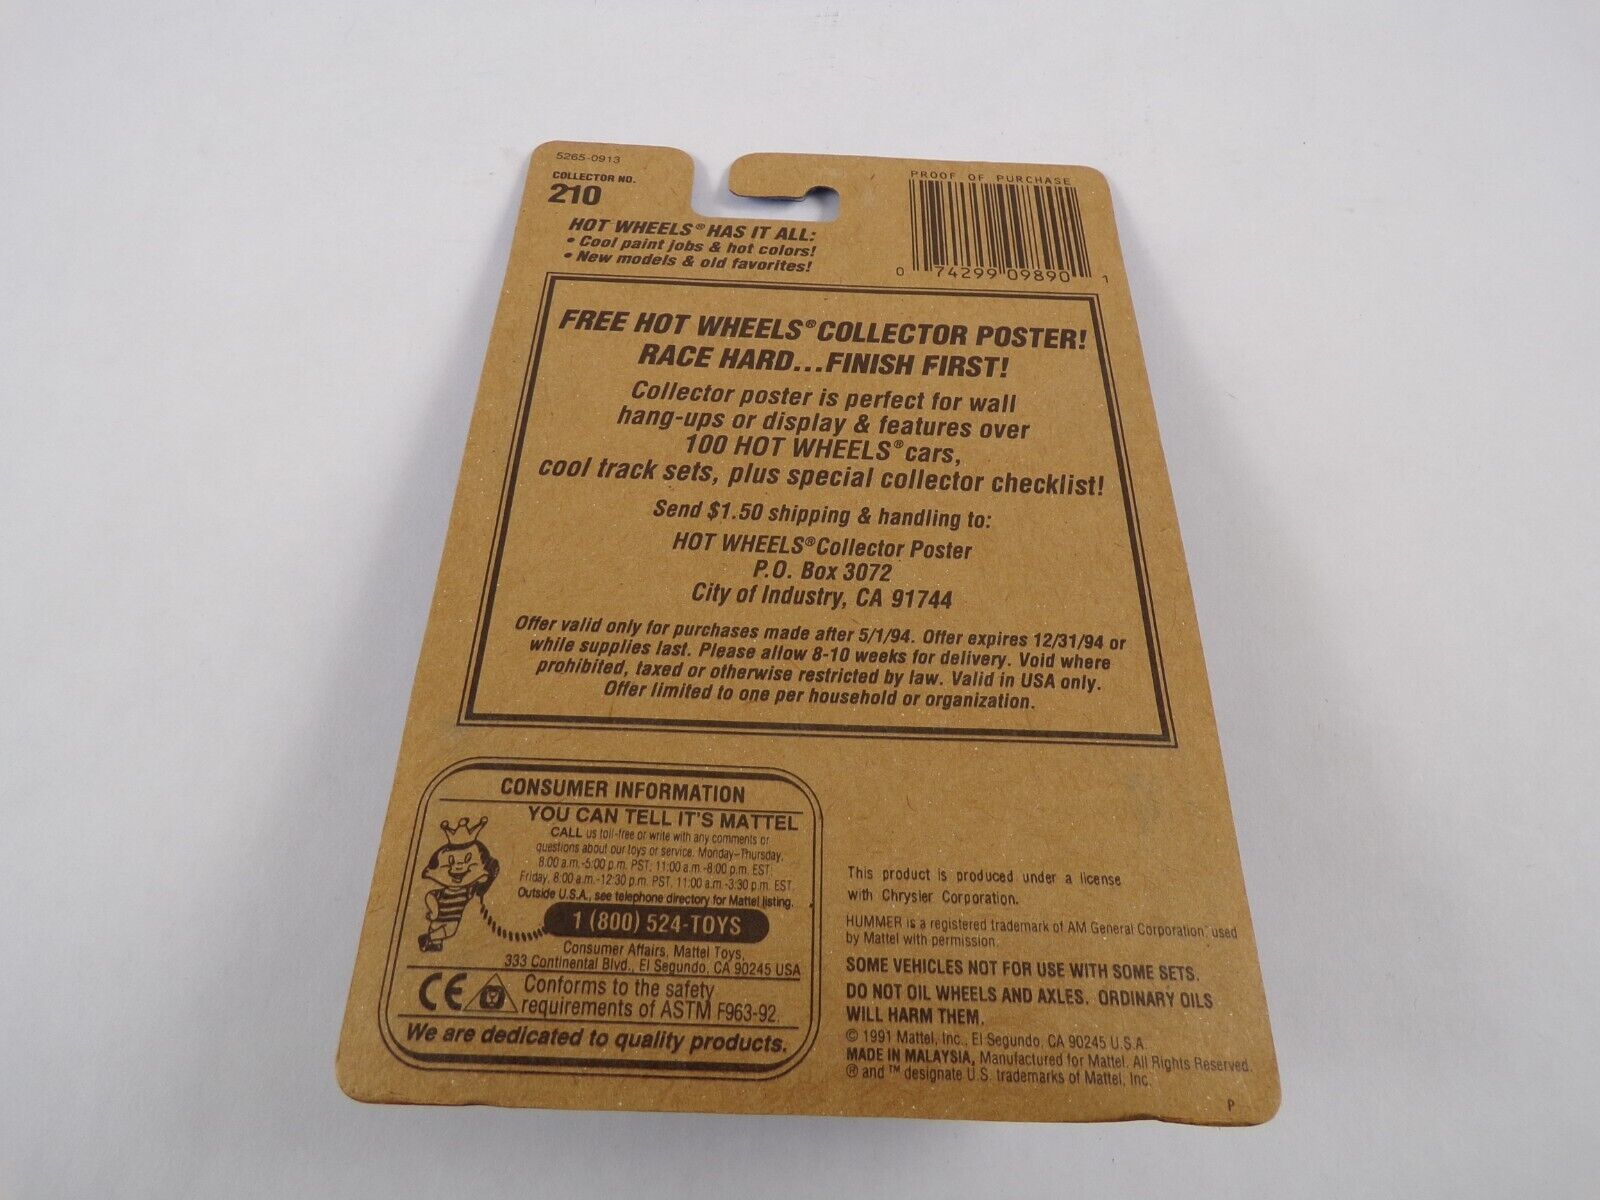 5265-0913
COLLECTOR NO.
210
HOT WHEELS® HAS IT ALL:
• Cool paint jobs & hot colors!
• New models & old favorites!
PROOF OF PURCHASE
0 74299 09890 1
FREE HOT WHEELS® COLLECTOR POSTER!
RACE HARD...FINISH FIRST!
Collector poster is perfect for wall
hang-ups or display & features over
100 HOT WHEELS® cars,
cool track sets, plus special collector checklist!
Send $1.50 shipping & handling to:
HOT WHEELS® Collector Poster
P.O. Box 3072
City of Industry, CA 91744
Offer valid only for purchases made after 5/1/94. Offer expires 12/31/94 or
while supplies last. Please allow 8-10 weeks for delivery. Void where
prohibited, taxed or otherwise restricted by law. Valid in USA only.
Offer limited to one per household or organization.
CONSUMER INFORMATION
YOU CAN TELL IT'S MATTEL
CALL us toll-free or write with any comments or
questions about our toys or service. Monday–Thursday,
8:00 a.m.-5:00 p.m. PST; 11:00 a.m.-8:00 p.m. EST;
Friday, 8:00 a.m.-12:30 p.m. PST, 11:00 a.m.-3:30 p.m. EST.
Outside U.S.A., see telephone directory for Mattel listing.
1 (800) 524-TOYS
Consumer Affairs, Mattel Toys,
333 Continental Blvd., El Segundo, CA 90245 USA
CE Conforms to the safety
requirements of ASTM F963-92.
We are dedicated to quality products.
This product is produced under a license
with Chrysler Corporation.
HUMMER is a registered trademark of AM General Corporation, used
by Mattel with permission.
SOME VEHICLES NOT FOR USE WITH SOME SETS.
DO NOT OIL WHEELS AND AXLES. ORDINARY OILS
WILL HARM THEM.
© 1991 Mattel, Inc., El Segundo, CA 90245 U.S.A.
MADE IN MALAYSIA, Manufactured for Mattel. All Rights Reserved.
® and ™ designate U.S. trademarks of Mattel, Inc.
P